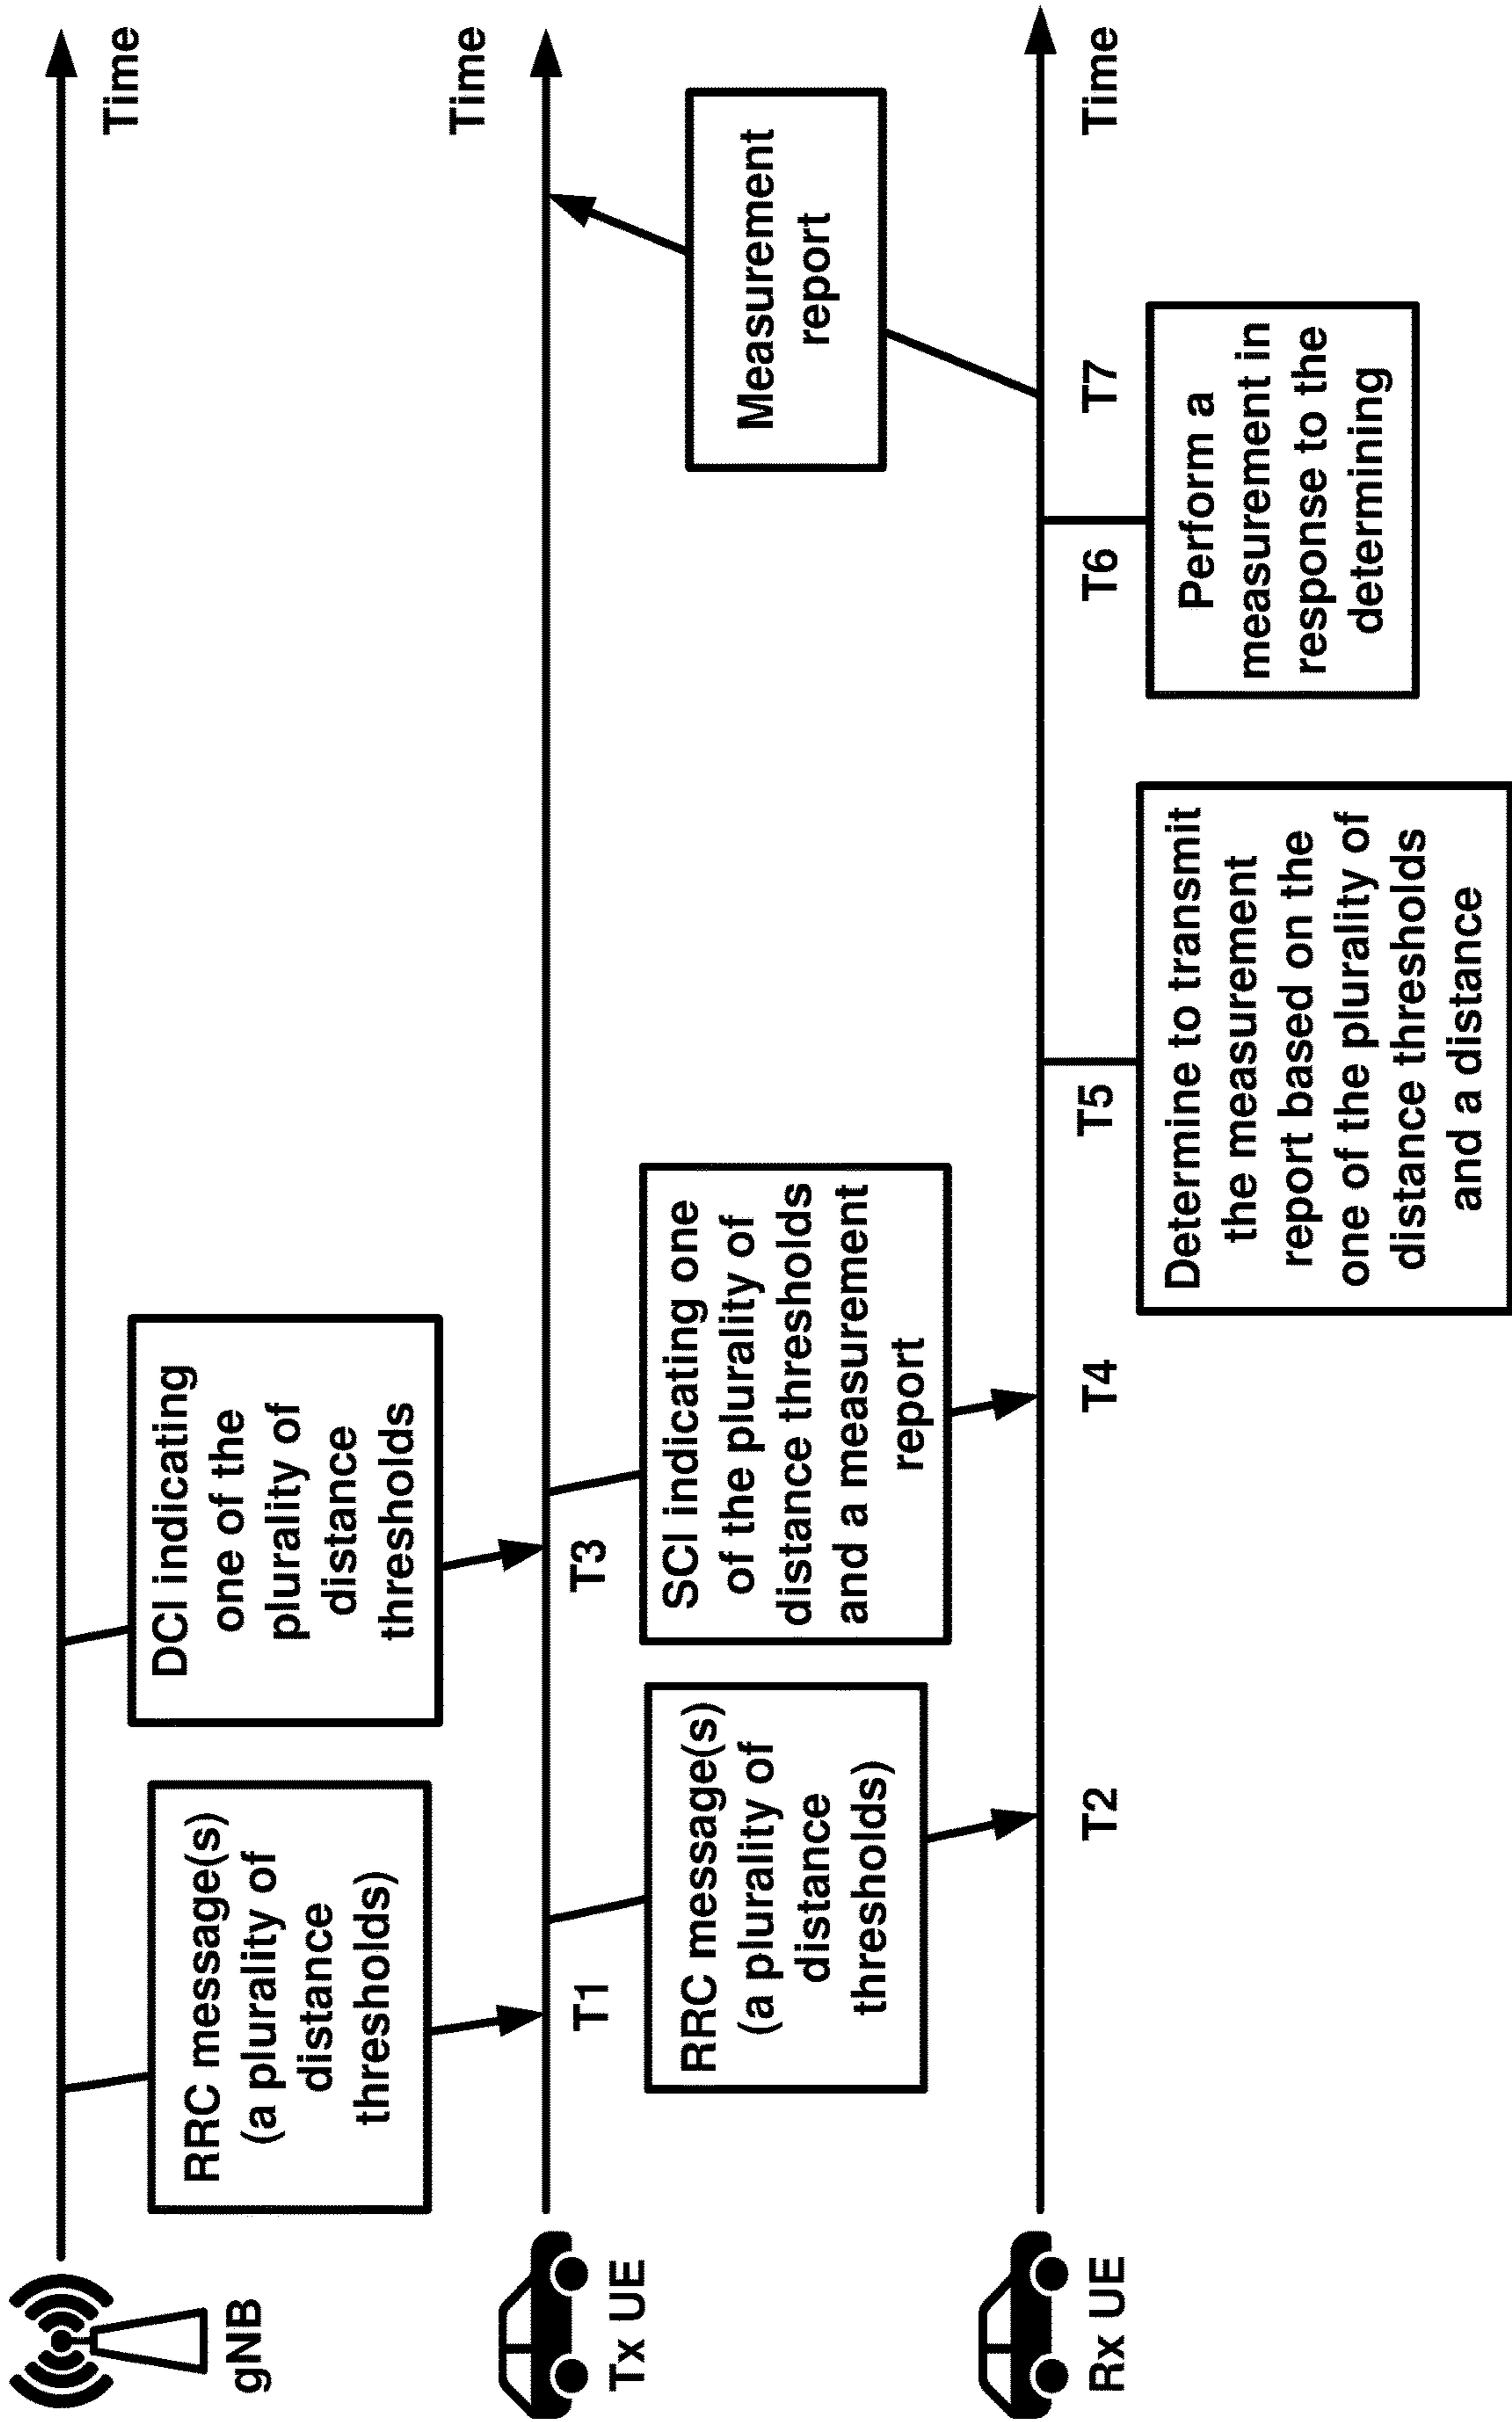 gNB
Time
RRC message(s)
(a plurality of
distance
thresholds)
DCI indicating
one of the
plurality of
distance
thresholds
Tx UE
Time
T1
T3
RRC message(s)
(a plurality of
distance
thresholds)
SCI indicating one
of the plurality of
distance thresholds
and a measurement
report
Measurement
report
Rx UE
Time
T2
T4
T5
T6
T7
Determine to transmit
the measurement
report based on the
one of the plurality of
distance thresholds
and a distance
Perform a
measurement in
response to the
determining